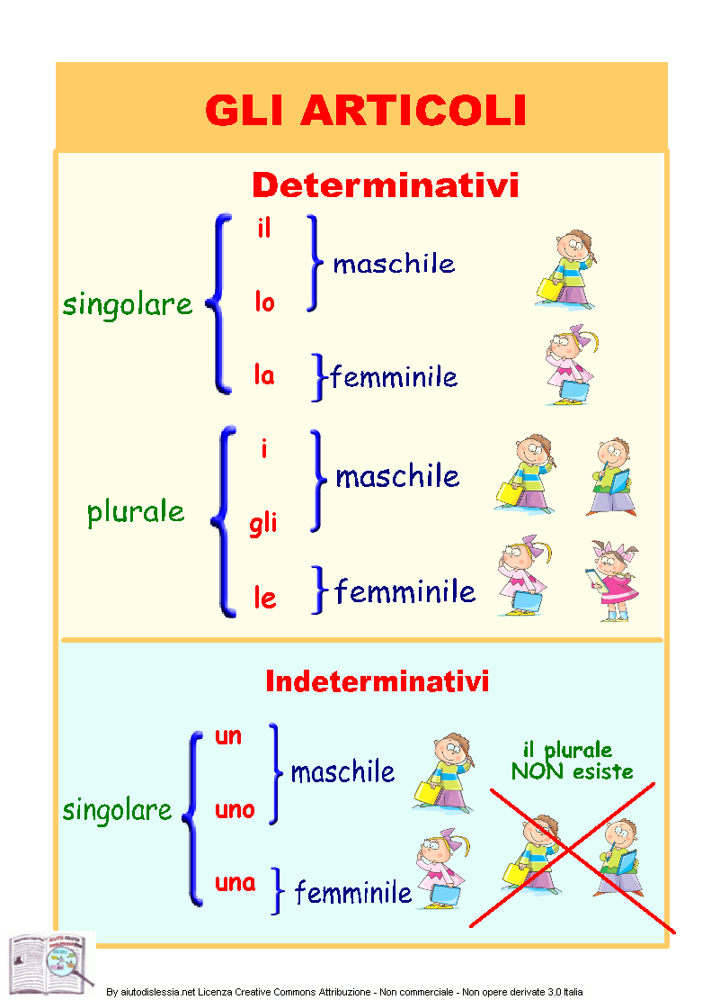 GLI ARTICOLI
Determinativi
singolare
il
lo
maschile
la
femminile
plurale
i
gli
maschile
le
femminile
Indeterminativi
singolare
un
uno
maschile
una
femminile
il plurale
NON esiste
By aiutodislessia.net Licenza Creative Commons Attribuzione - Non commerciale - Non opere derivate 3.0 Italia